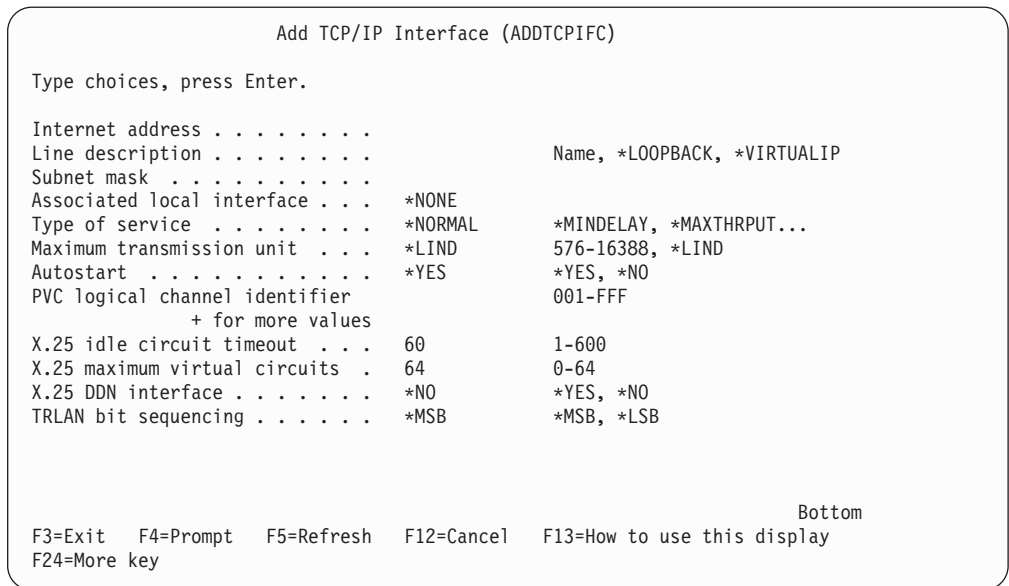 Add TCP/IP Interface (ADDTCPIFC)
Type choices, press Enter.
Internet address . . . . . . . .
Line description . . . . . . . . Name, *LOOPBACK, *VIRTUALIP
Subnet mask . . . . . . . . . .
Associated local interface . . . *NONE
Type of service . . . . . . . . *NORMAL *MINDELAY, *MAXTHRPUT...
Maximum transmission unit . . . *LIND 576-16388, *LIND
Autostart . . . . . . . . . . . *YES *YES, *NO
PVC logical channel identifier 001-FFF
+ for more values
X.25 idle circuit timeout . . . 60 1-600
X.25 maximum virtual circuits . 64 0-64
X.25 DDN interface . . . . . . . *NO *YES, *NO
TRLAN bit sequencing . . . . . . *MSB *MSB, *LSB
Bottom
F3=Exit F4=Prompt F5=Refresh F12=Cancel F13=How to use this display
F24=More key